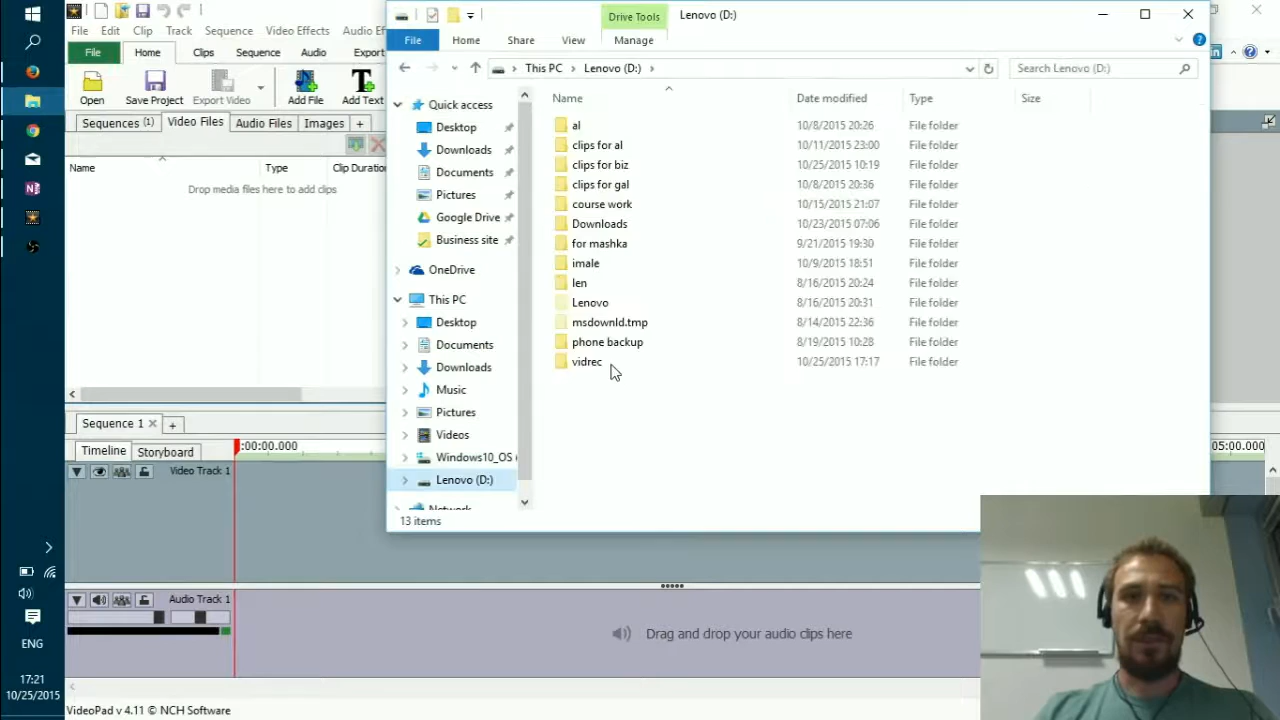 Drive Tools
Lenovo (D:)
File Edit Clip Track Sequence Video Effects Audio Ef
File Home Clips Sequence Audio Export
File Home Share View Manage
Open Save Project Export Video Add File Add Text
This PC > Lenovo (D:) >
Search Lenovo (D:)
Sequences (1) Video Files Audio Files Images +
Name Type Clip Duration
Drop media files here to add clips
Quick access
Desktop
Downloads
Documents
Pictures
Google Drive
Business site
OneDrive
This PC
Desktop
Documents
Downloads
Music
Pictures
Videos
Windows10_OS (
Lenovo (D:)
Network
Name Date modified Type Size
al 10/8/2015 20:26 File folder
clips for al 10/11/2015 23:00 File folder
clips for biz 10/25/2015 10:19 File folder
clips for gal 10/8/2015 20:36 File folder
course work 10/15/2015 21:07 File folder
Downloads 10/23/2015 07:06 File folder
for mashka 9/21/2015 19:30 File folder
imale 10/9/2015 18:51 File folder
len 8/16/2015 20:24 File folder
Lenovo 8/16/2015 20:31 File folder
msdownld.tmp 8/14/2015 22:36 File folder
phone backup 8/19/2015 10:28 File folder
vidrec 10/25/2015 17:17 File folder
13 items
Sequence 1
Timeline Storyboard
:00:00.000
05:00.000
Video Track 1
Audio Track 1
Drag and drop your audio clips here
ENG
17:21
10/25/2015
VideoPad v 4.11 © NCH Software